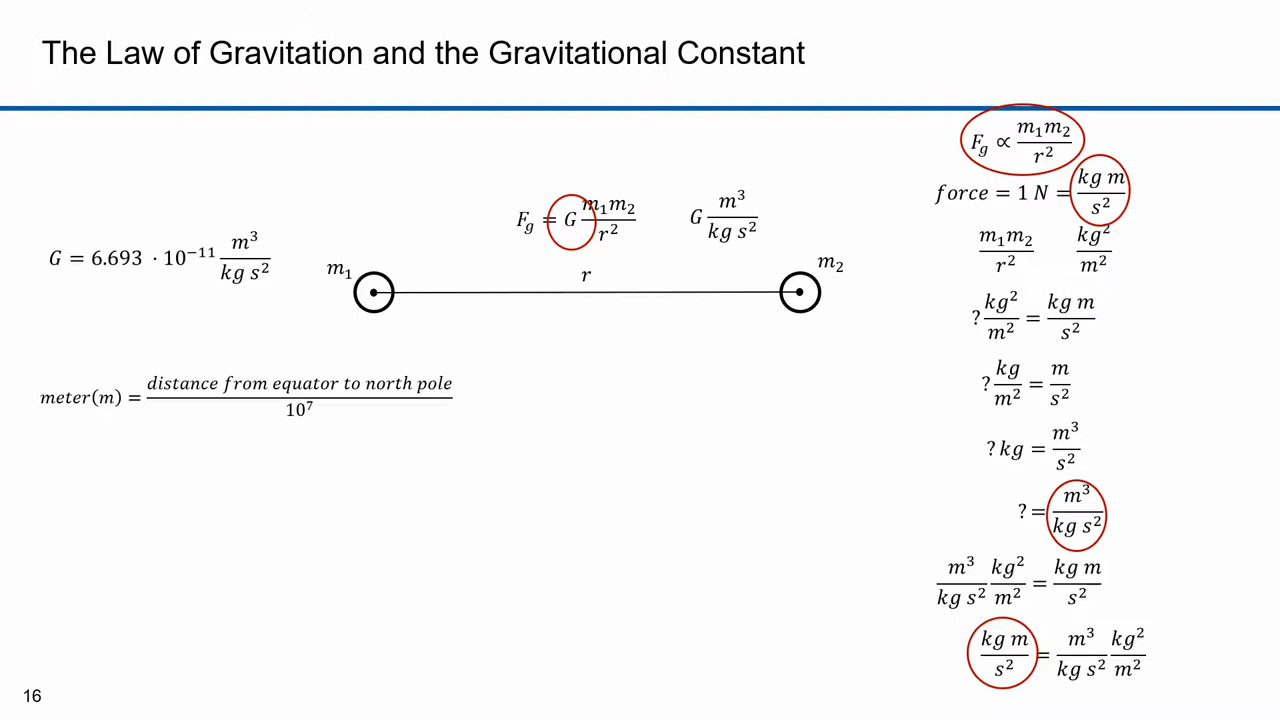 The Law of Gravitation and the Gravitational Constant
F_g ∝ m₁m₂/r²
force = 1 N = kg m/s²
F_g = G m₁m₂/r²
G m³/kg s²
G = 6.693 · 10⁻¹¹ m³/kg s²
m₁
r
m₂
m₁m₂/r² kg²/m²
? kg²/m² = kg m/s²
meter(m) = distance from equator to north pole/10⁷
? kg/m² = m/s²
? kg = m³/s²
? = m³/kg s²
m³/kg s² kg²/m² = kg m/s²
kg m/s² = m³/kg s² kg²/m²
16